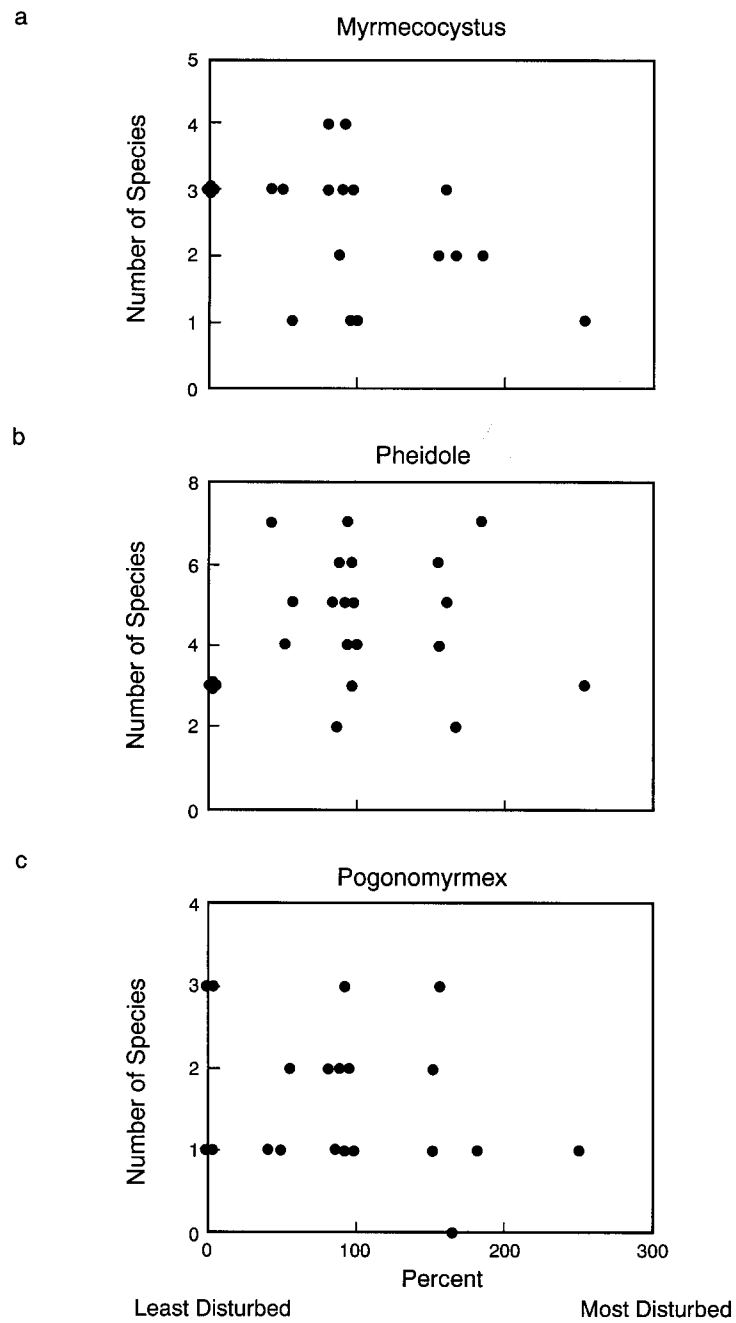 a
Myrmecocystus
5
4
3
2
1
0
Number of Species
b
Pheidole
8
6
4
2
0
Number of Species
c
Pogonomyrmex
4
3
2
1
0
Number of Species
0 100 200 300
Percent
Least Disturbed Most Disturbed